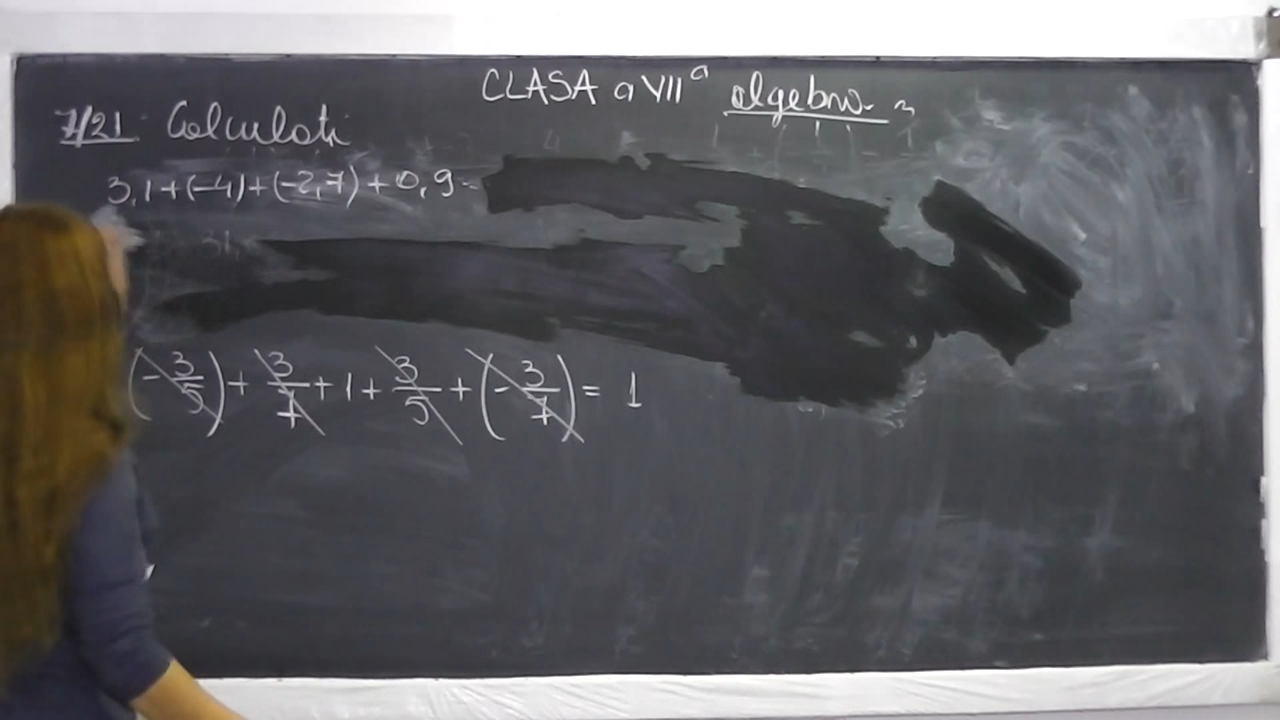 CLASA a VII a algebra
7/21 Calculati
3,1+(-4)+(-2,7)+0,9=
(-3/5)+3/7+1+3/5+(-3/7)=1